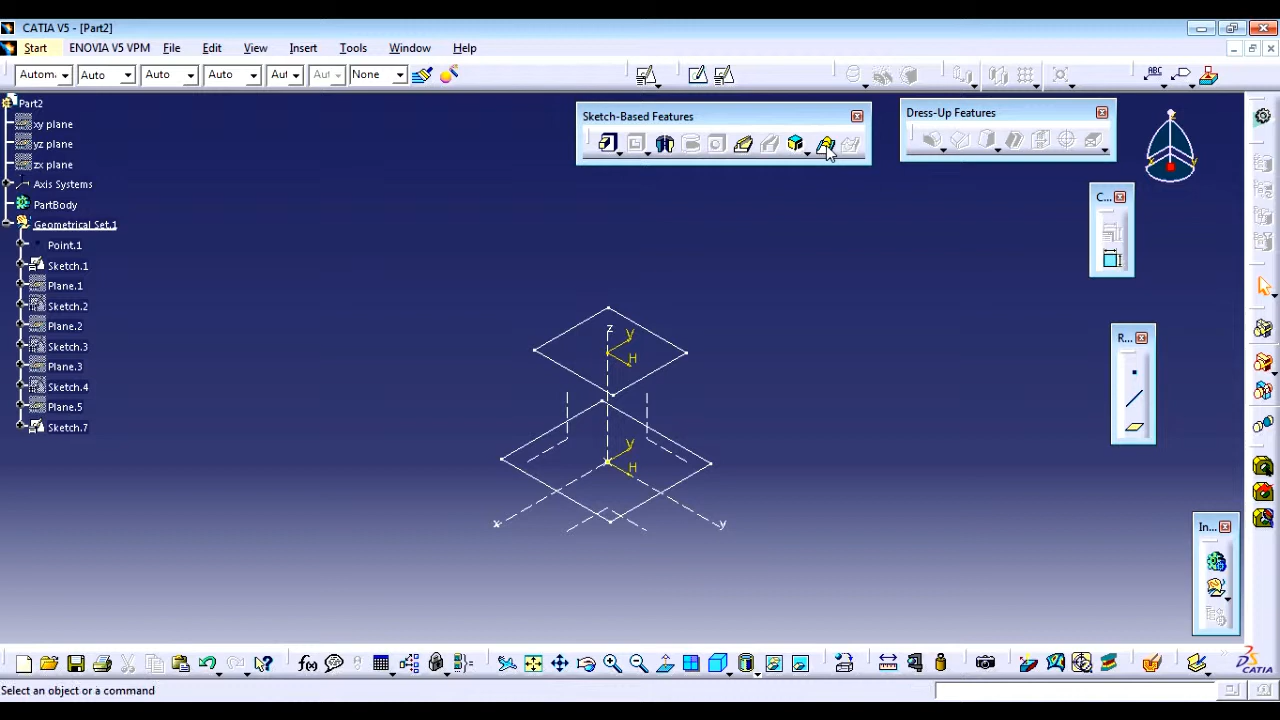 CATIA V5 - [Part2]
Start ENOVIA V5 VPM File Edit View Insert Tools Window Help
Autom. Auto Auto Auto Aut Aut None
Part2
xy plane
yz plane
zx plane
Axis Systems
PartBody
Geometrical Set.1
Point.1
Sketch.1
Plane.1
Sketch.2
Plane.2
Sketch.3
Plane.3
Sketch.4
Plane.5
Sketch.7
Sketch-Based Features
Dress-Up Features
ABC
C...
R...
In...
z
y
H
y
H
x
y
f(x)
CATIA
Select an object or a command